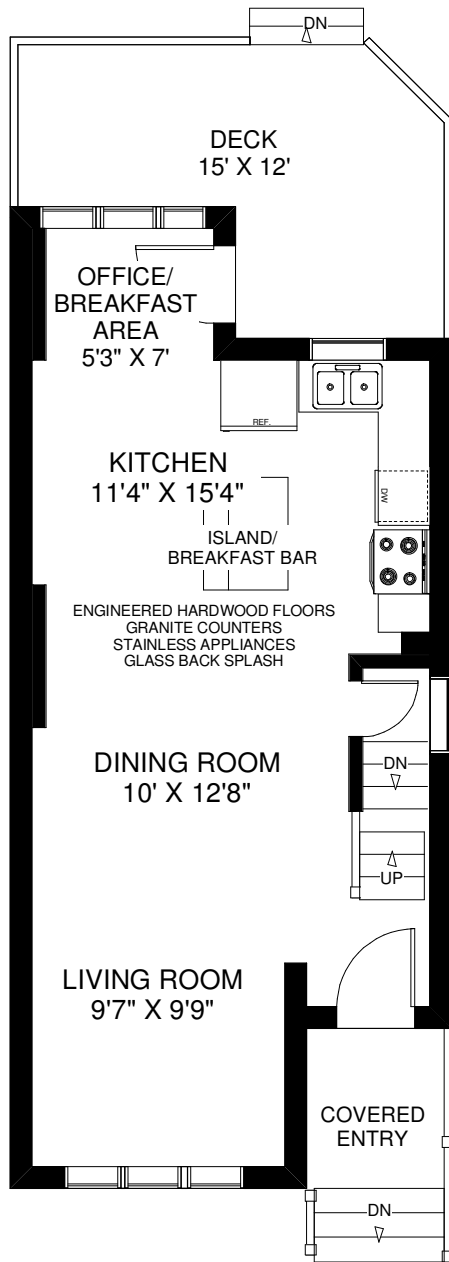 DN
DECK
15' X 12'
OFFICE/
BREAKFAST
AREA
5'3" X 7'
REF.
KITCHEN
11'4" X 15'4"
DW
ISLAND/
BREAKFAST BAR
ENGINEERED HARDWOOD FLOORS
GRANITE COUNTERS
STAINLESS APPLIANCES
GLASS BACK SPLASH
DINING ROOM
10' X 12'8"
DN
UP
LIVING ROOM
9'7" X 9'9"
COVERED
ENTRY
DN